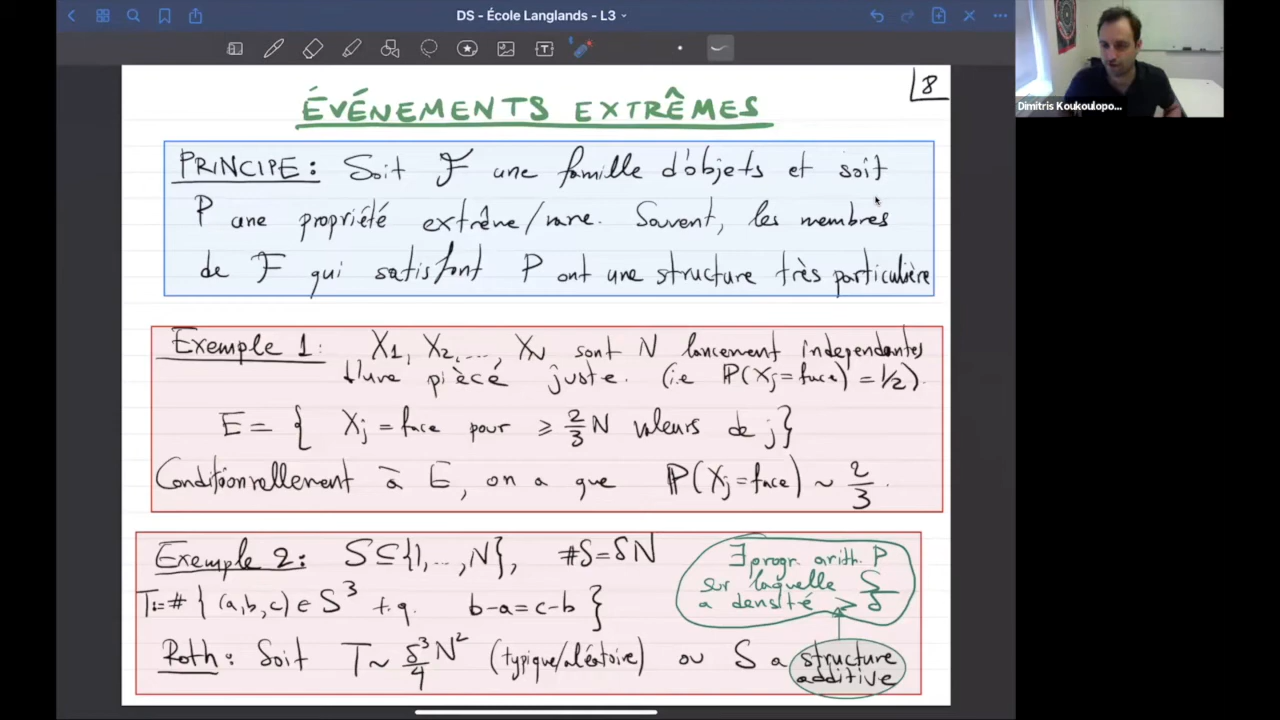 DS - École Langlands - L3
Dimitris Koukoulopo...
8
ÉVÉNEMENTS EXTRÊMES
PRINCIPE: Soit F une famille d'objets et soit
P une propriété extrême/rare. Souvent, les membres
de F qui satisfont P ont une structure très particulière
Exemple 1: X1, X2, ..., XN sont N lancement independantes
d'une piècé juste. (i.e P(Xj = face) = 1/2).
E = { Xj = face pour ≥ 2/3 N valeurs de j}
Conditionnellement à E, on a que P(Xj = face) ~ 2/3.
Exemple 2: S ⊆ {1, ..., N}, #S = δN
T := # { (a,b,c) ∈ S³ t.q. b-a = c-b }
Roth: Soit T ~ δ³/4 N² (typique/aléatoire) ou S a structure
additive
∃ progr. arith. P
sur laquelle S
a densité > δ